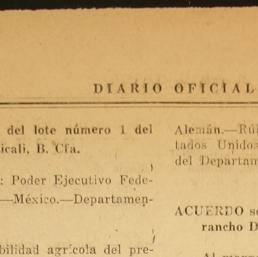 DIARIO OFICIAL
del lote número 1 del
icali, B. Cfa.
: Poder Ejecutivo Fede-
—México.—Departamen-
bilidad agrícola del pre-
Alemán.—Rú
tados Unidos
del Departam
ACUERDO s
rancho D